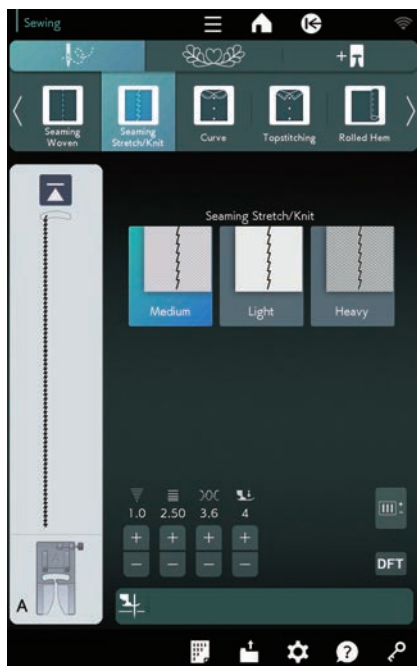 Sewing
Seaming
Woven
Seaming
Stretch/Knit
Curve
Topstitching
Rolled Hem
Seaming Stretch/Knit
Medium
Light
Heavy
1.0 2.50 3.6 4
+ + + +
- - - -
DFT
A